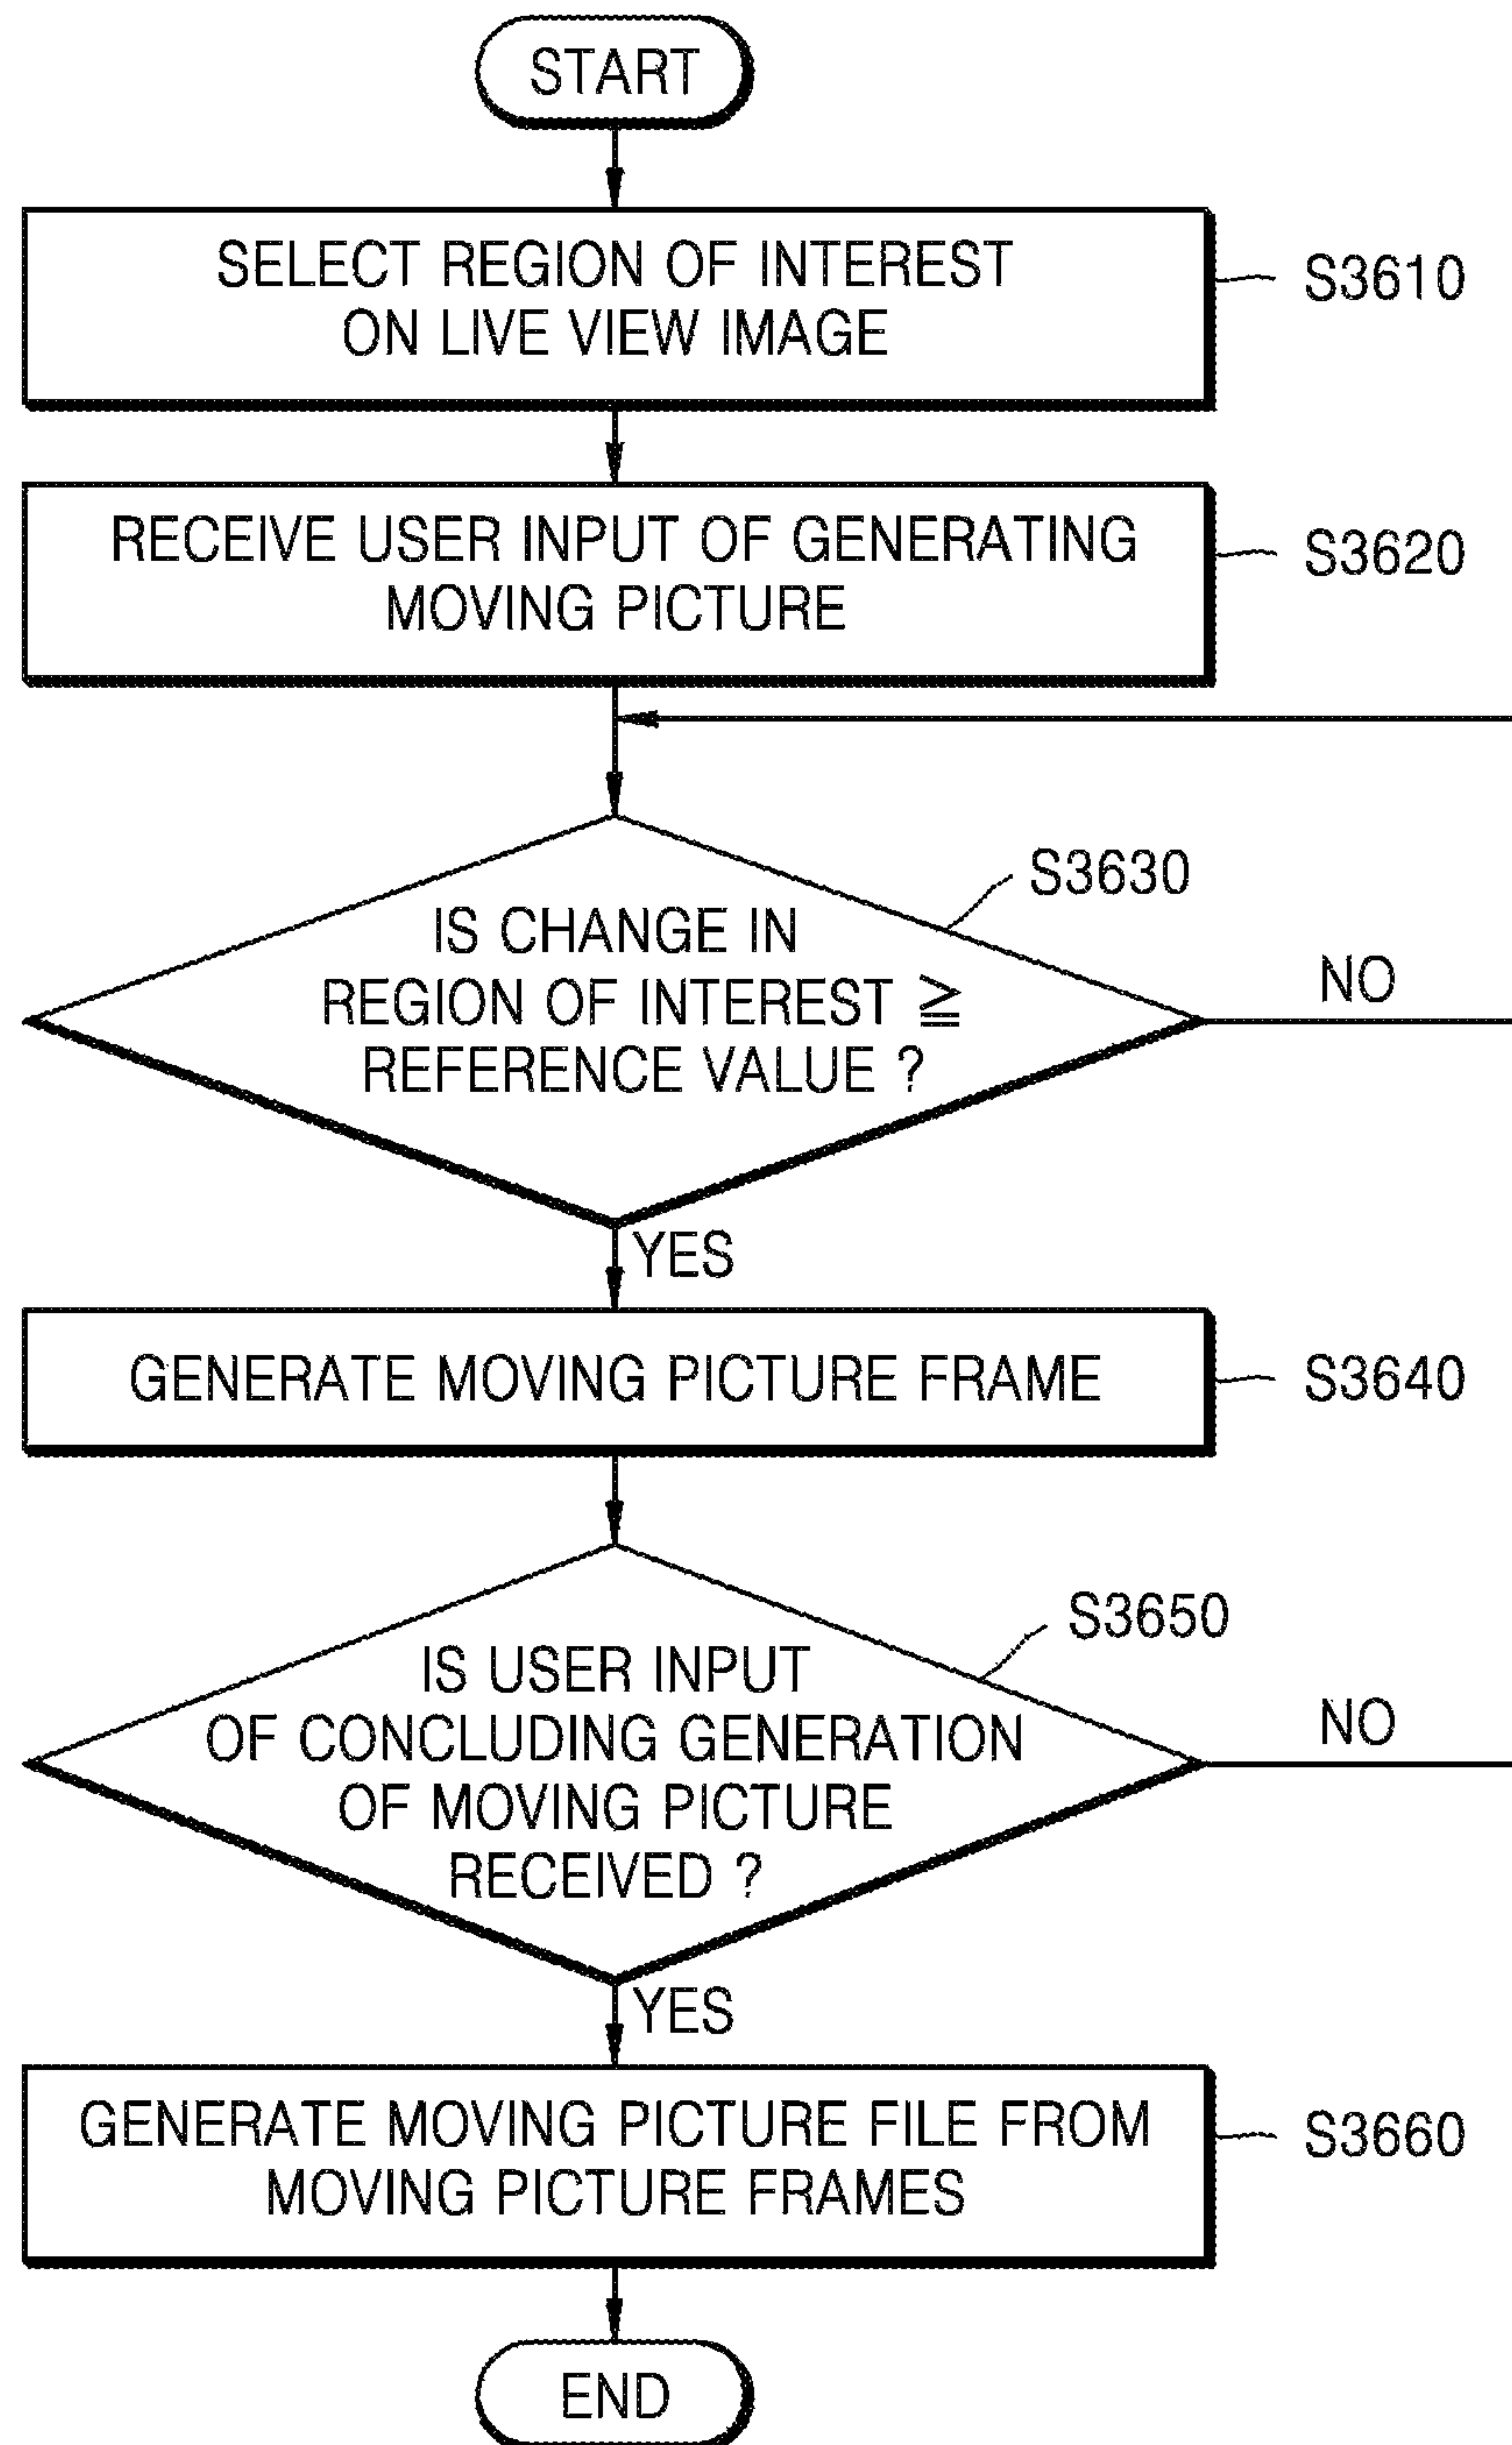 START
SELECT REGION OF INTEREST
ON LIVE VIEW IMAGE
S3610
RECEIVE USER INPUT OF GENERATING
MOVING PICTURE
S3620
S3630
IS CHANGE IN
REGION OF INTEREST ≧
REFERENCE VALUE ?
NO
YES
GENERATE MOVING PICTURE FRAME
S3640
S3650
IS USER INPUT
OF CONCLUDING GENERATION
OF MOVING PICTURE
RECEIVED ?
NO
YES
GENERATE MOVING PICTURE FILE FROM
MOVING PICTURE FRAMES
S3660
END